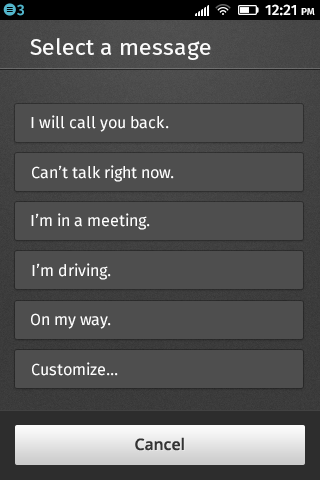 3 12:21 PM
Select a message
I will call you back.
Can't talk right now.
I'm in a meeting.
I'm driving.
On my way.
Customize...
Cancel